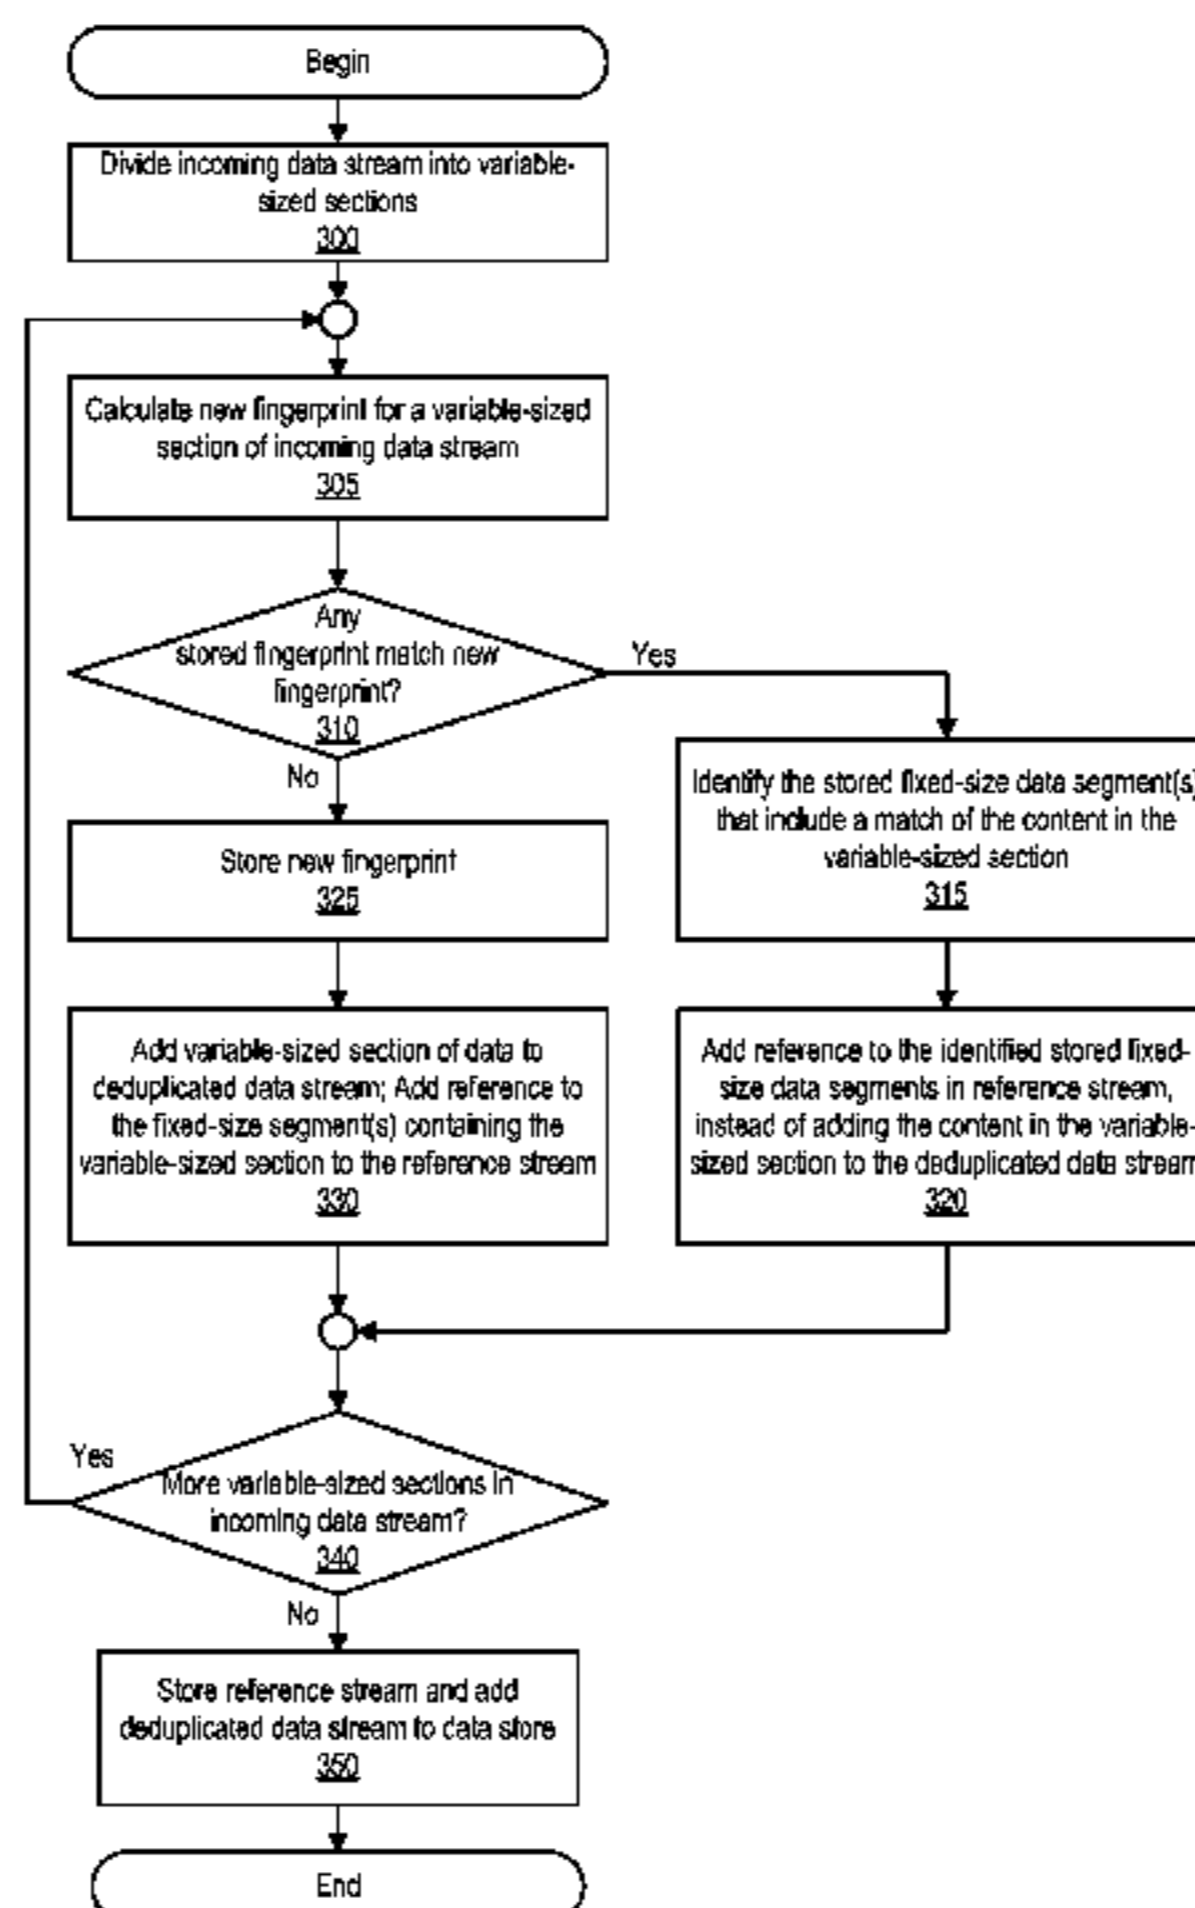 Begin
Divide incoming data stream into variable-
sized sections
300
Calculate new fingerprint for a variable-sized
section of incoming data stream
305
Any
stored fingerprint match new
fingerprint?
310
Yes
No
Identify the stored fixed-size data segment(s)
that include a match of the content in the
variable-sized section
315
Store new fingerprint
325
Add variable-sized section of data to
deduplicated data stream; Add reference to
the fixed-size segment(s) containing the
variable-sized section to the reference stream
330
Add reference to the identified stored fixed-
size data segments in reference stream,
instead of adding the content in the variable-
sized section to the deduplicated data stream
320
Yes
More variable-sized sections in
incoming data stream?
340
No
Store reference stream and add
deduplicated data stream to data store
350
End